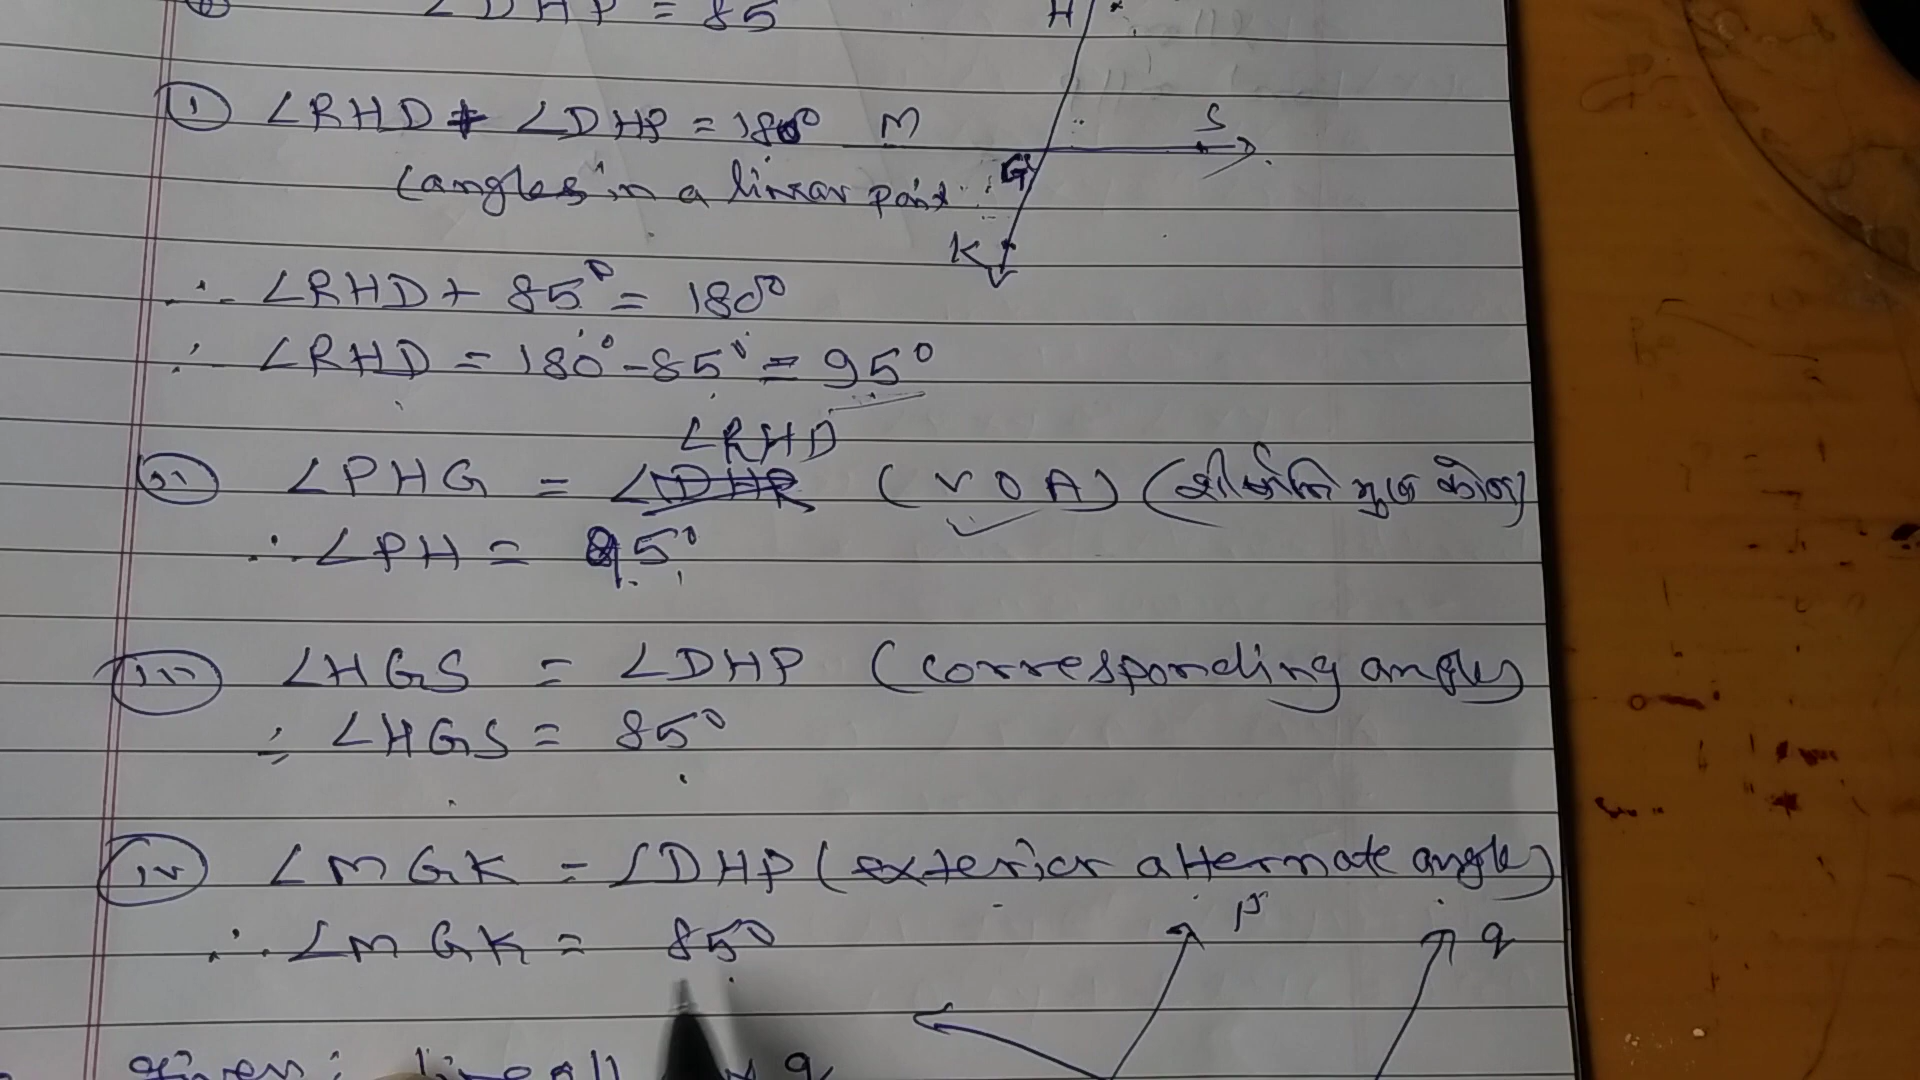 ∠DHP = 85
H
(i) ∠RHD + ∠DHP = 180° M S
(angles in a linear pair G
K
∴ ∠RHD + 85° = 180°
∴ ∠RHD = 180° - 85° = 95°
∠RHD
(ii) ∠PHG = ∠DHR (VOA) (शीर्षाभिमुख कोण)
∴ ∠PH = 95°
(iii) ∠HGS = ∠DHP (corresponding angles
∴ ∠HGS = 85°
(iv) ∠MGK = ∠DHP (exterior alternate angle)
p
∴ ∠MGK = 85° q
given: line q